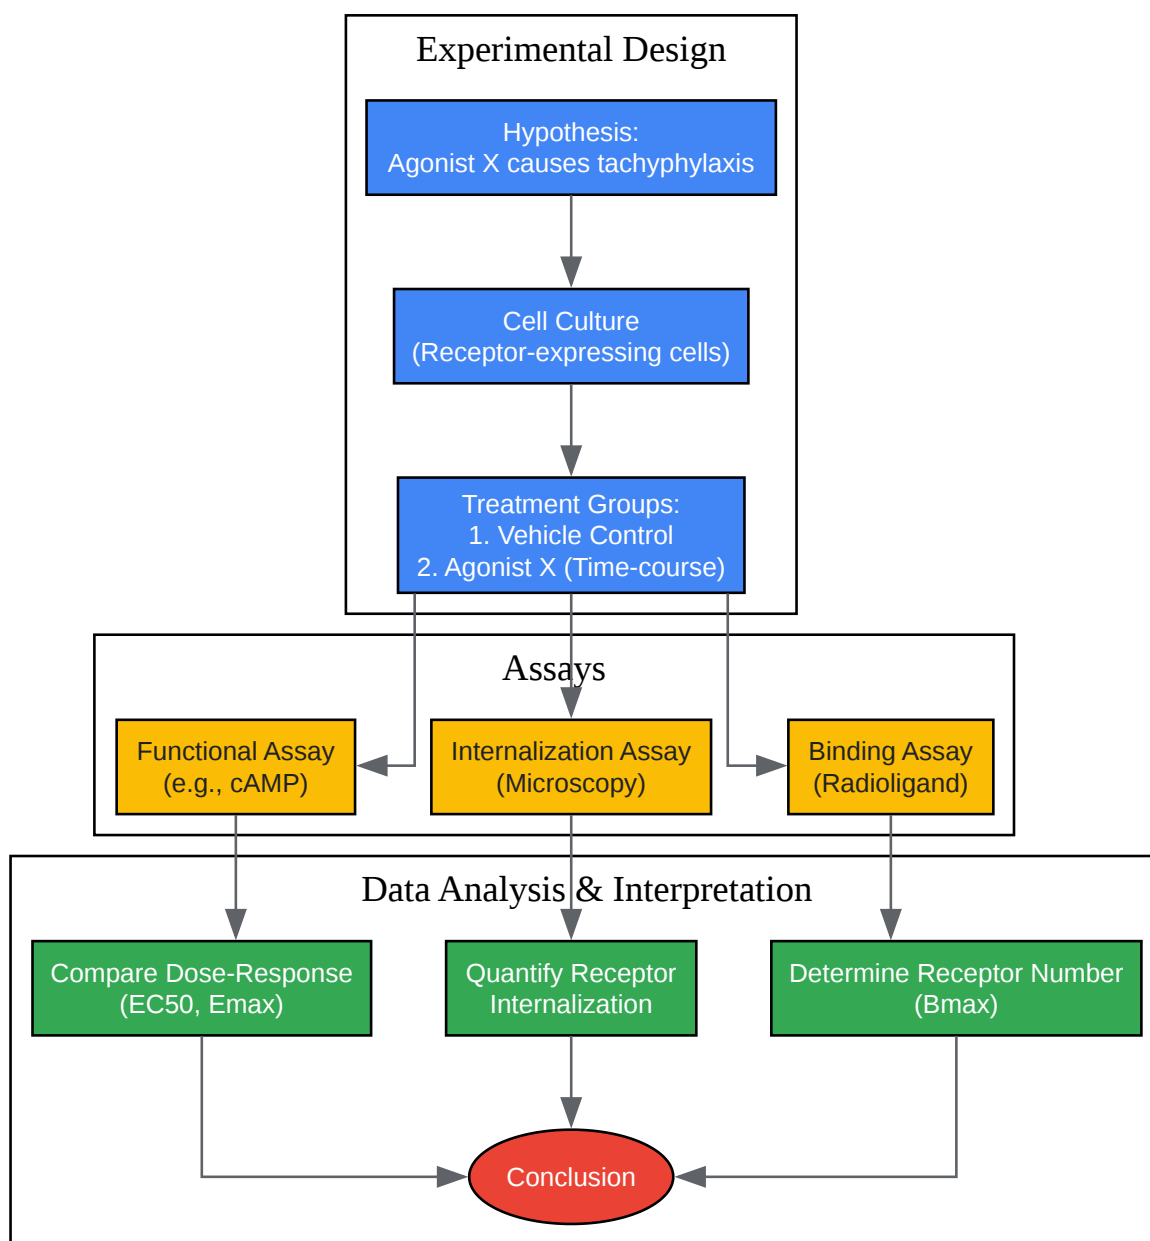 Experimental Design
Hypothesis:
Agonist X causes tachyphylaxis
Cell Culture
(Receptor-expressing cells)
Treatment Groups:
1. Vehicle Control
2. Agonist X (Time-course)
Assays
Functional Assay
(e.g., cAMP)
Internalization Assay
(Microscopy)
Binding Assay
(Radioligand)
Data Analysis & Interpretation
Compare Dose-Response
(EC50, Emax)
Quantify Receptor
Internalization
Determine Receptor Number
(Bmax)
Conclusion